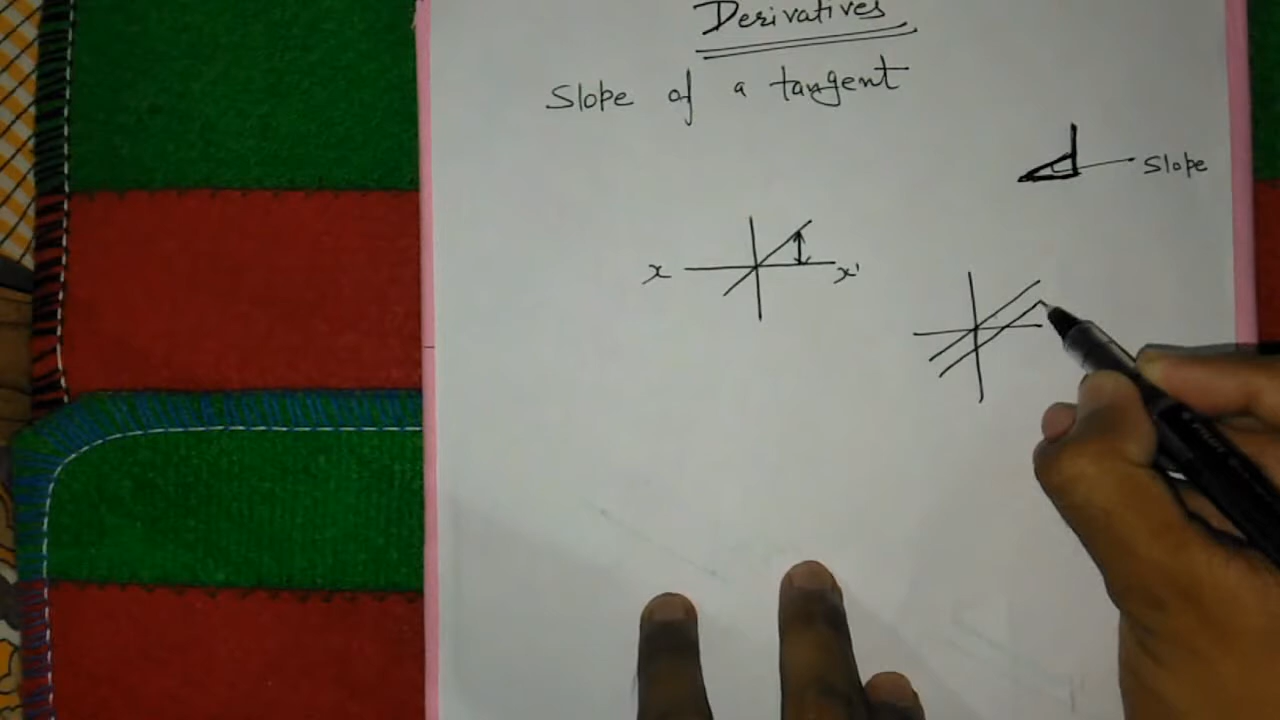 Derivatives
Slope of a tangent
Slope
x x'